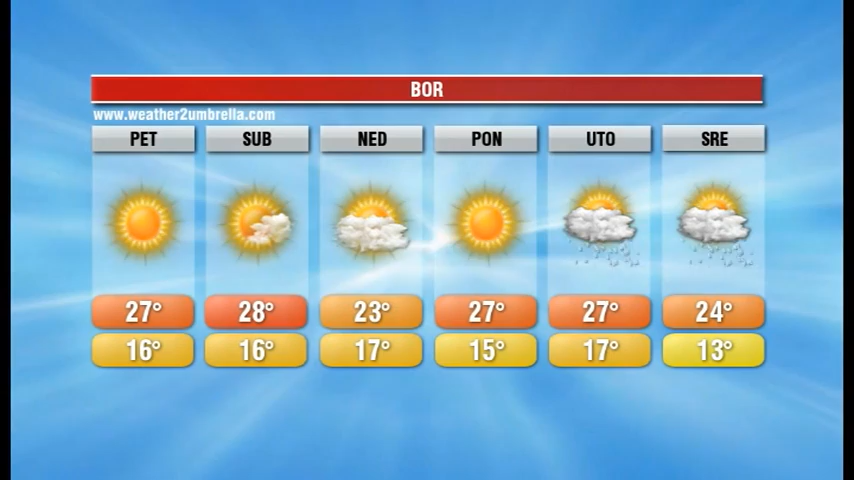 BOR
www.weather2umbrella.com
PET SUB NED PON UTO SRE
27° 28° 23° 27° 27° 24°
16° 16° 17° 15° 17° 13°